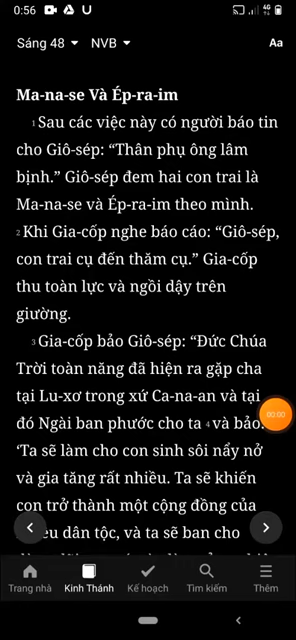 0:56
4G
Sáng 48 NVB Aa
Ma-na-se Và Ép-ra-im
1 Sau các việc này có người báo tin
cho Giô-sép: “Thân phụ ông lâm
bịnh.” Giô-sép đem hai con trai là
Ma-na-se và Ép-ra-im theo mình.
2 Khi Gia-cốp nghe báo cáo: “Giô-sép,
con trai cụ đến thăm cụ.” Gia-cốp
thu toàn lực và ngồi dậy trên
giường.
3 Gia-cốp bảo Giô-sép: “Đức Chúa
Trời toàn năng đã hiện ra gặp cha
tại Lu-xơ trong xứ Ca-na-an và tại
đó Ngài ban phước cho ta 4 và bảo:
00:00
‘Ta sẽ làm cho con sinh sôi nẩy nở
và gia tăng rất nhiều. Ta sẽ khiến
con trở thành một cộng đồng của
dân tộc, và ta sẽ ban cho
Trang nhà Kinh Thánh Kế hoạch Tìm kiếm Thêm